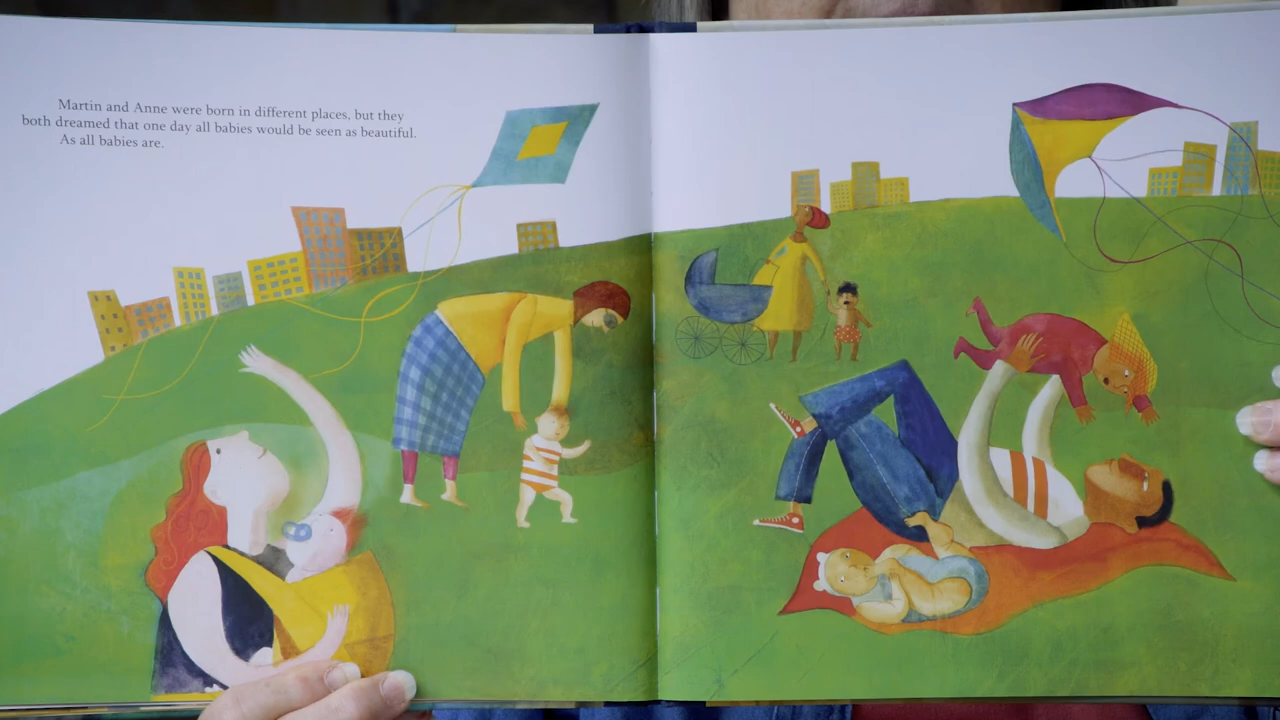 Martin and Anne were born in different places, but they
both dreamed that one day all babies would be seen as beautiful.
As all babies are.